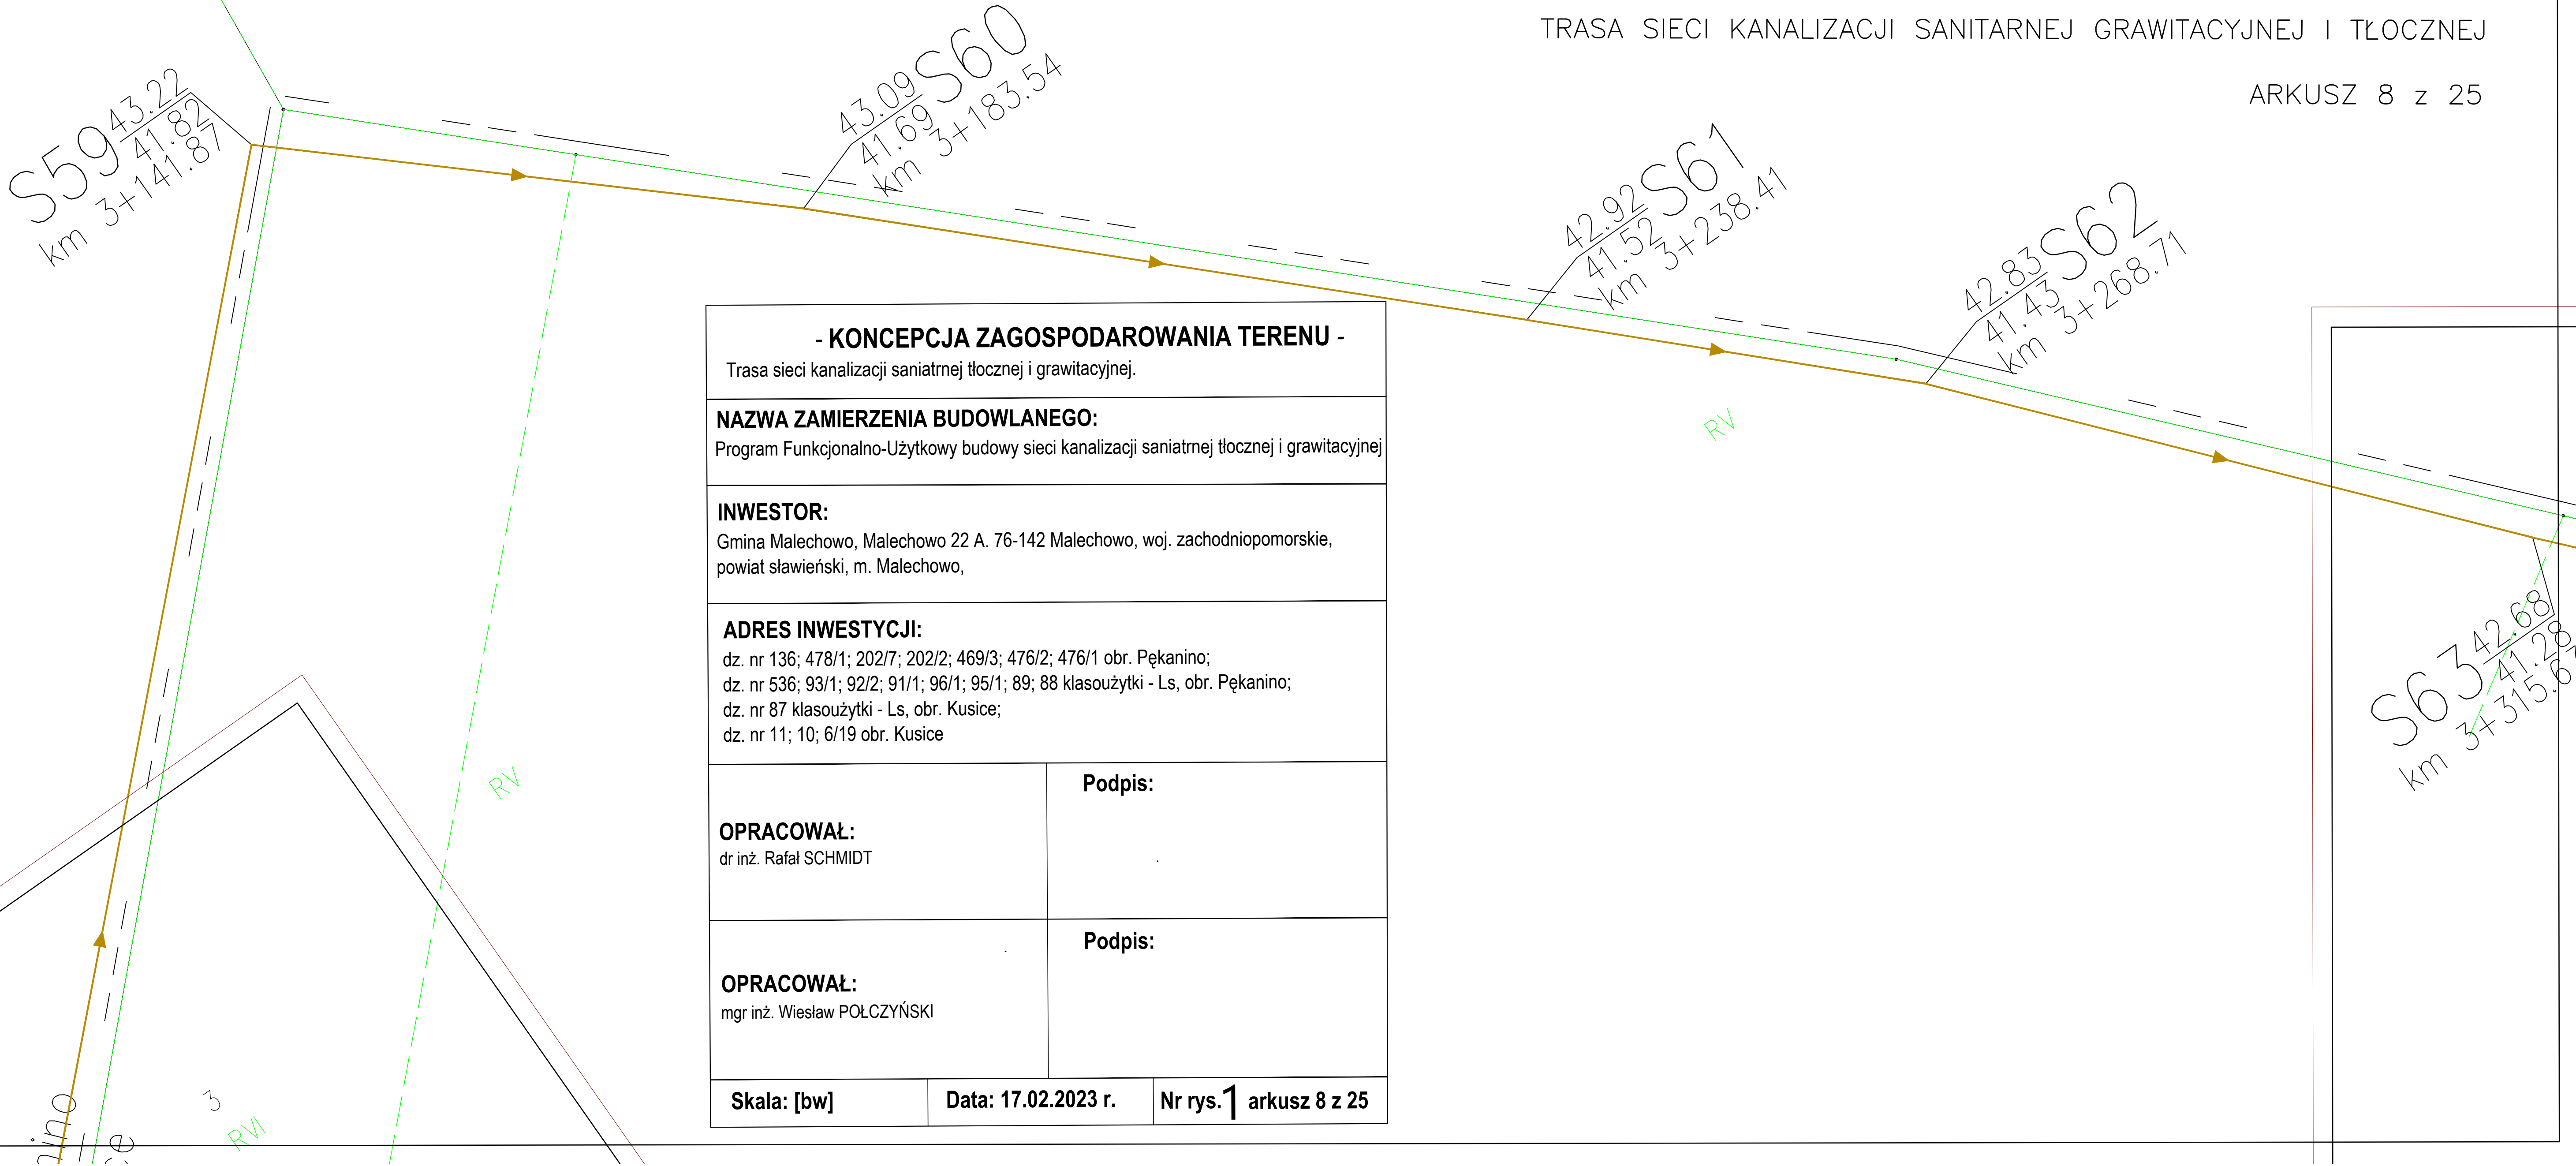 TRASA SIECI KANALIZACJI SANITARNEJ GRAWITACYJNEJ I TŁOCZNEJ
ARKUSZ 8 z 25
S59
43.22
41.82
km 3+141.87
S60
43.09
41.69
km 3+183.54
S61
42.92
41.52
km 3+238.41
S62
42.83
41.43
km 3+268.71
S63
42.68
41.28
km 3+315.67
RV
RV
3
RVI
- KONCEPCJA ZAGOSPODAROWANIA TERENU -
Trasa sieci kanalizacji saniatrnej tłocznej i grawitacyjnej.
NAZWA ZAMIERZENIA BUDOWLANEGO:
Program Funkcjonalno-Użytkowy budowy sieci kanalizacji saniatrnej tłocznej i grawitacyjnej
INWESTOR:
Gmina Malechowo, Malechowo 22 A. 76-142 Malechowo, woj. zachodniopomorskie,
powiat sławieński, m. Malechowo,
ADRES INWESTYCJI:
dz. nr 136; 478/1; 202/7; 202/2; 469/3; 476/2; 476/1 obr. Pękanino;
dz. nr 536; 93/1; 92/2; 91/1; 96/1; 95/1; 89; 88 klasoużytki - Ls, obr. Pękanino;
dz. nr 87 klasoużytki - Ls, obr. Kusice;
dz. nr 11; 10; 6/19 obr. Kusice
OPRACOWAŁ:
dr inż. Rafał SCHMIDT
Podpis:
OPRACOWAŁ:
mgr inż. Wiesław POŁCZYŃSKI
Podpis:
Skala: [bw]
Data: 17.02.2023 r.
Nr rys. 1 arkusz 8 z 25